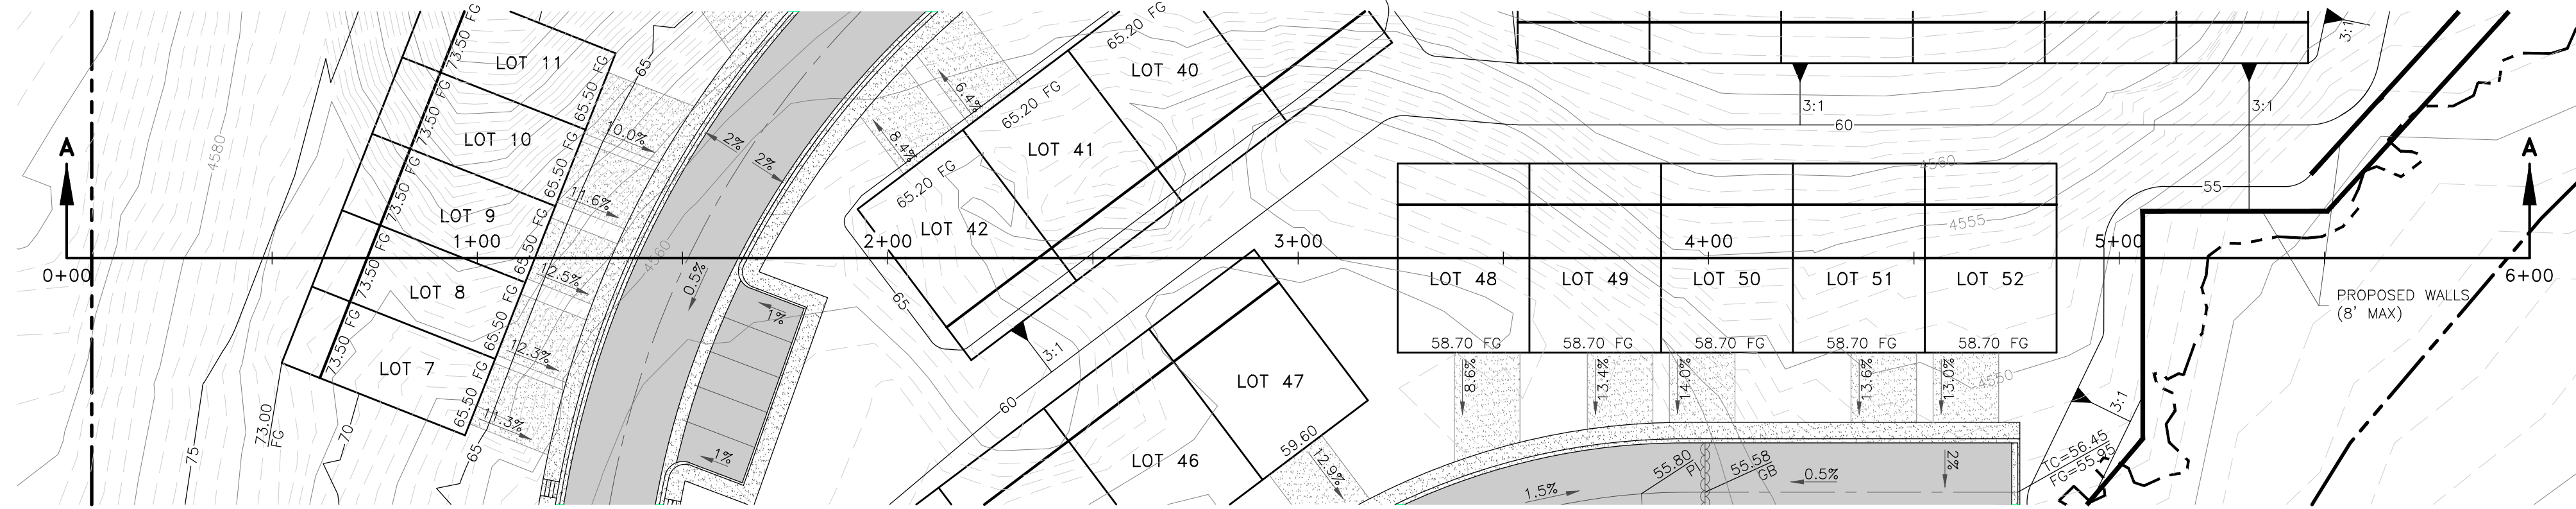 73.50 FG
LOT 11
65.50 FG
65
65.20 FG
LOT 40
3:1
4580
73.50 FG
LOT 10
65.50 FG
10.0%
2%
2%
6.4%
8.4%
65.20 FG
LOT 41
3:1
60
3:1
A
73.50 FG
LOT 9
65.50 FG
11.6%
65.20 FG
LOT 42
4560
4555
55
A
0+00
1+00
2+00
3+00
4+00
5+00
6+00
73.50 FG
LOT 8
65.50 FG
12.5%
4560
0.5%
1%
65
LOT 48
LOT 49
LOT 50
LOT 51
LOT 52
PROPOSED WALLS
(8' MAX)
73.50 FG
LOT 7
65.50 FG
12.3%
3:1
LOT 47
58.70 FG
58.70 FG
58.70 FG
58.70 FG
58.70 FG
8.6%
13.4%
14.0%
13.6%
13.0%
4550
3:1
75
73.00
FG
70
65
65.50 FG
11.3%
1%
60
LOT 46
59.60
12.9%
1.5%
55.80
PI
55.58
GB
0.5%
2%
TC=56.45
FG=55.95